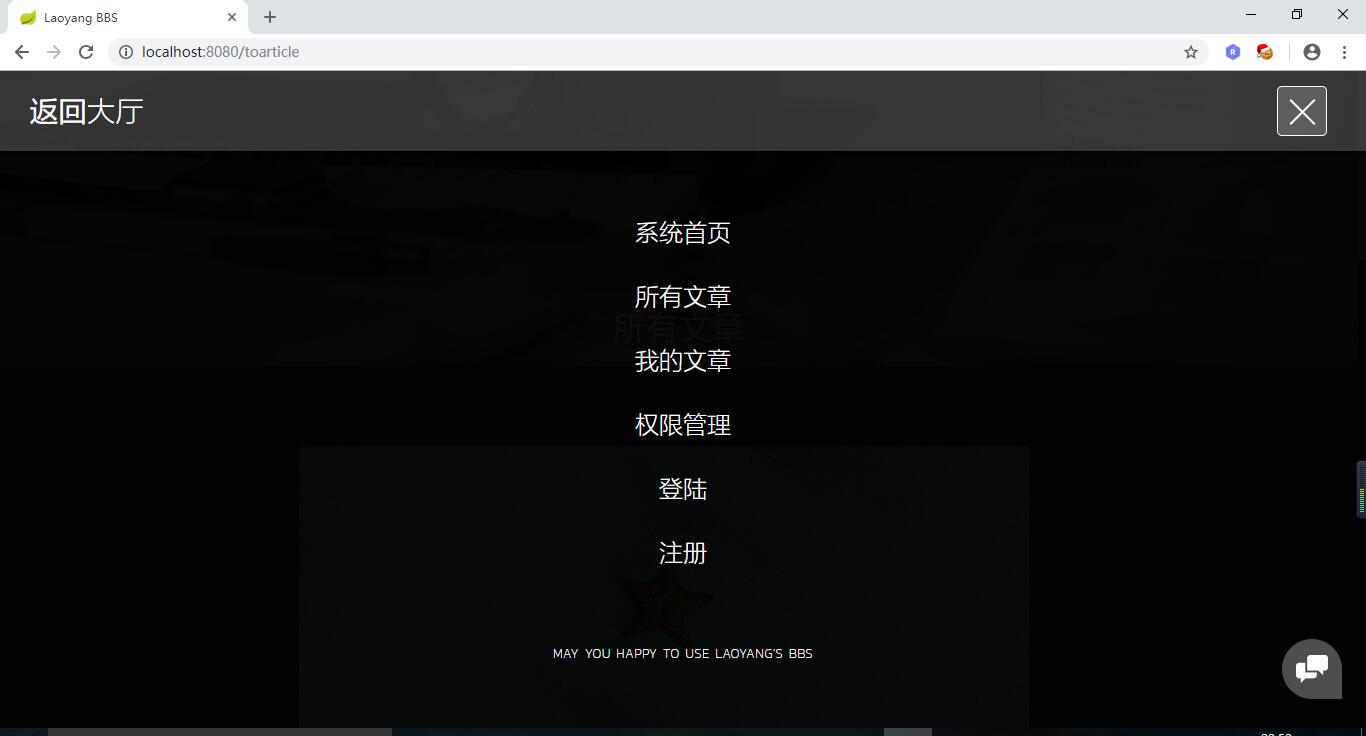 Laoyang BBS
localhost:8080/toarticle
返回大厅
系统首页
所有文章
所有文章
我的文章
权限管理
登陆
注册
MAY YOU HAPPY TO USE LAOYANG'S BBS